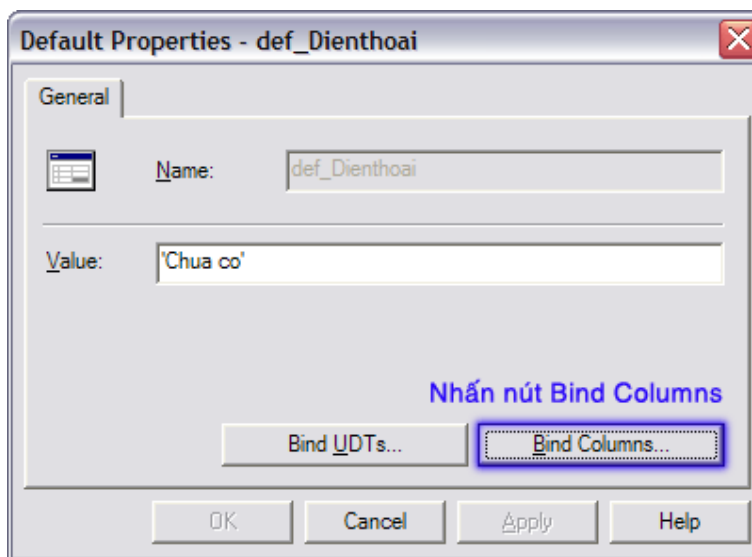 Default Properties - def_Dienthoai
General
Name: def_Dienthoai
Value: 'Chua co'
Nhấn nút Bind Columns
Bind UDTs... Bind Columns...
OK Cancel Apply Help